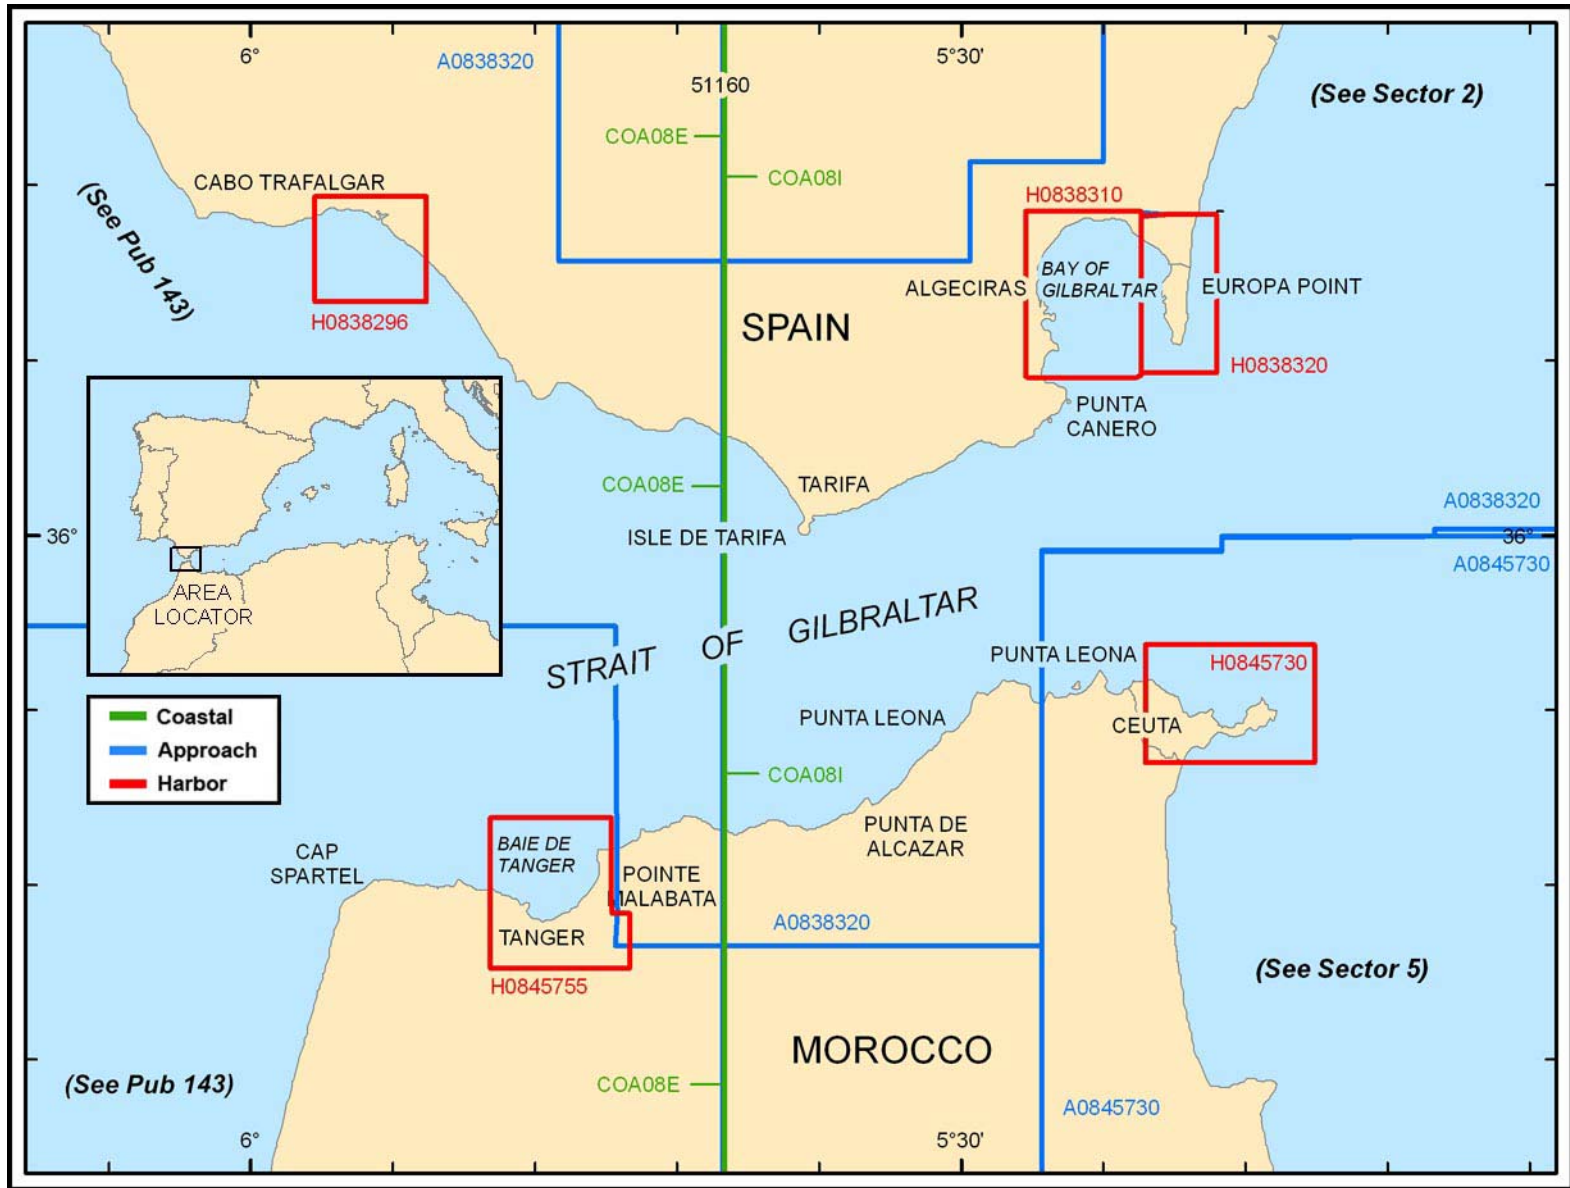 6°
5°30'
A0838320
51160
(See Sector 2)
COA08E
COA08I
CABO TRAFALGAR
H0838310
(See Pub 143)
BAY OF
GILBRALTAR
ALGECIRAS
EUROPA POINT
H0838296
SPAIN
H0838320
PUNTA
CANERO
COA08E
TARIFA
A0838320
36°
ISLE DE TARIFA
36°
A0845730
AREA
LOCATOR
STRAIT OF GILBRALTAR
PUNTA LEONA
H0845730
PUNTA LEONA
CEUTA
Coastal
Approach
Harbor
COA08I
PUNTA DE
ALCAZAR
BAIE DE
TANGER
CAP
SPARTEL
POINTE
MALABATA
TANGER
A0838320
H0845755
(See Sector 5)
MOROCCO
(See Pub 143)
COA08E
A0845730
6°
5°30'